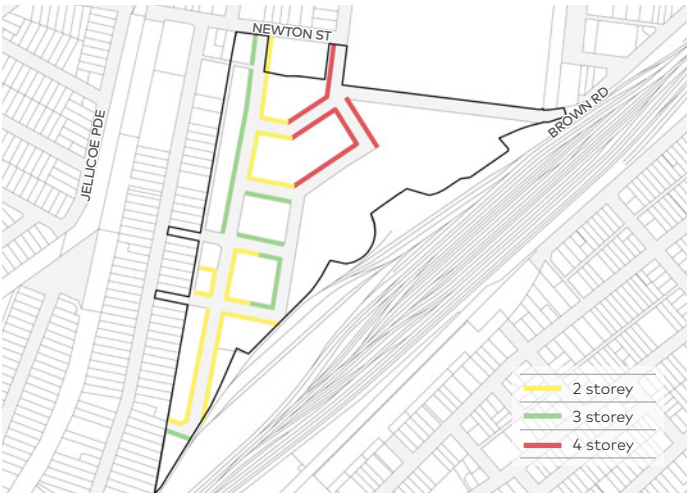 NEWTON ST
JELLICOE PDE
BROWN RD
2 storey
3 storey
4 storey